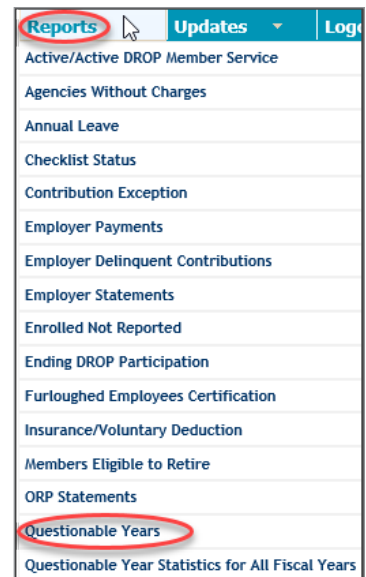 Reports Updates
Active/Active DROP Member Service
Agencies Without Charges
Annual Leave
Checklist Status
Contribution Exception
Employer Payments
Employer Delinquent Contributions
Employer Statements
Enrolled Not Reported
Ending DROP Participation
Furloughed Employees Certification
Insurance/Voluntary Deduction
Members Eligible to Retire
ORP Statements
Questionable Years
Questionable Year Statistics for All Fiscal Years